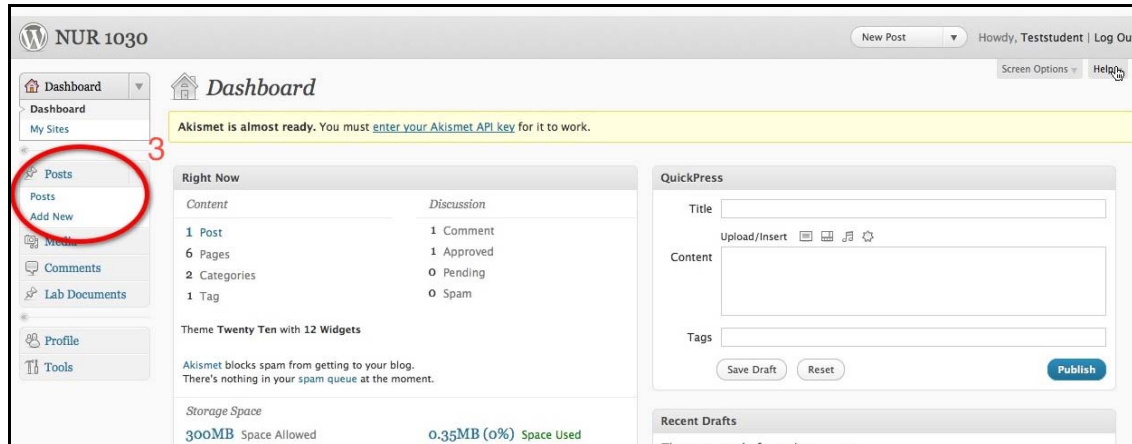 NUR 1030
New Post
Howdy, Teststudent | Log Ou
Screen Options
Help
Dashboard
Dashboard
My Sites
3
Posts
Posts
Add New
Media
Comments
Lab Documents
Profile
Tools
Dashboard
Akismet is almost ready. You must enter your Akismet API key for it to work.
Right Now
Content
Discussion
1 Post
1 Comment
6 Pages
1 Approved
2 Categories
0 Pending
1 Tag
0 Spam
Theme Twenty Ten with 12 Widgets
Akismet blocks spam from getting to your blog.
There's nothing in your spam queue at the moment.
Storage Space
300MB Space Allowed
0.35MB (0%) Space Used
QuickPress
Title
Upload/Insert
Content
Tags
Save Draft
Reset
Publish
Recent Drafts